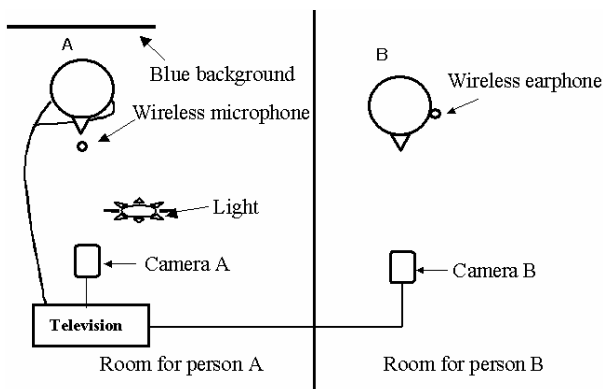 A
Blue background
B
Wireless earphone
Wireless microphone
Light
Camera A
Camera B
Television
Room for person A
Room for person B